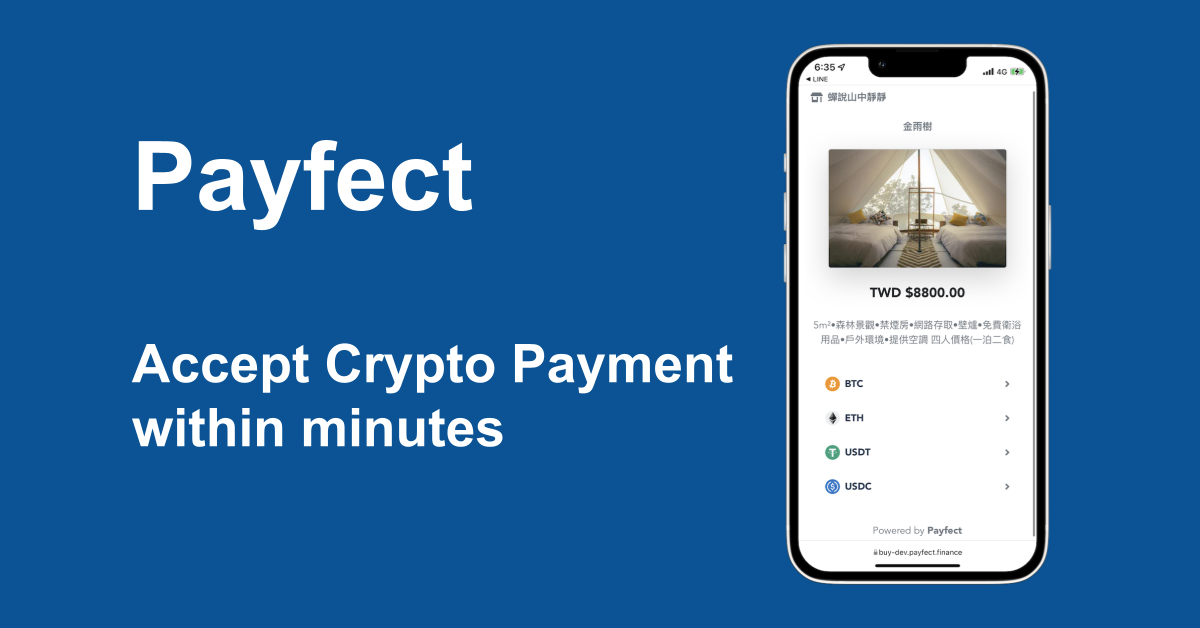 Payfect
Accept Crypto Payment
within minutes
6:35
4G
◀ LINE
蟬說山中靜靜
金雨樹
TWD $8800.00
5m²•森林景觀•禁煙房•網路存取•壁爐•免費衛浴
用品•戶外環境•提供空調 四人價格(一泊二食)
BTC
ETH
USDT
USDC
Powered by Payfect
buy-dev.payfect.finance